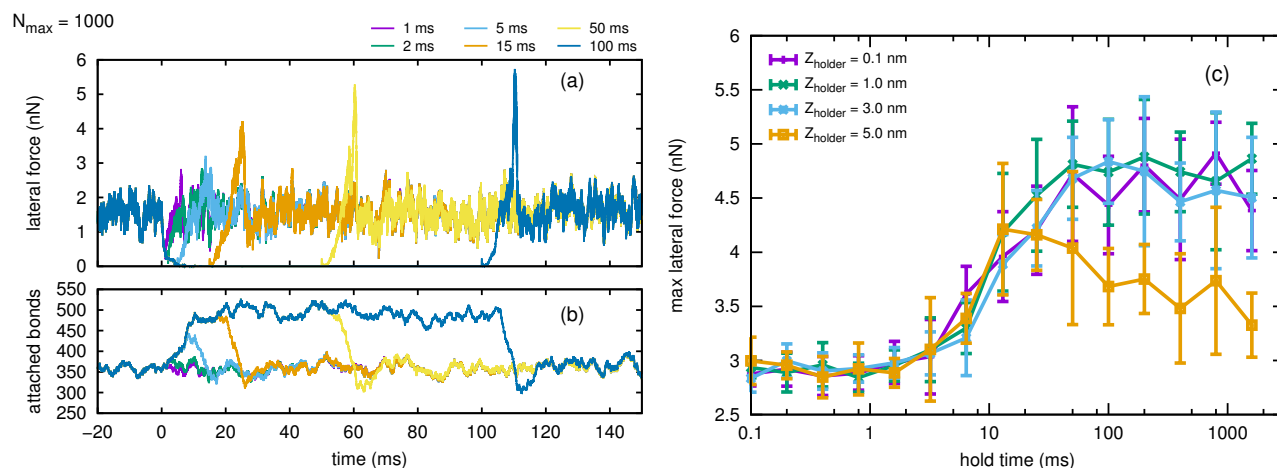 N_max = 1000
1 ms 5 ms 50 ms
2 ms 15 ms 100 ms
lateral force (nN)
6
5
4
3
2
1
0
(a)
attached bonds
550
500
450
400
350
300
250
(b)
−20 0 20 40 60 80 100 120 140
time (ms)
max lateral force (nN)
6
5.5
5
4.5
4
3.5
3
2.5
Z_holder = 0.1 nm
Z_holder = 1.0 nm
Z_holder = 3.0 nm
Z_holder = 5.0 nm
(c)
0.1 1 10 100 1000
hold time (ms)